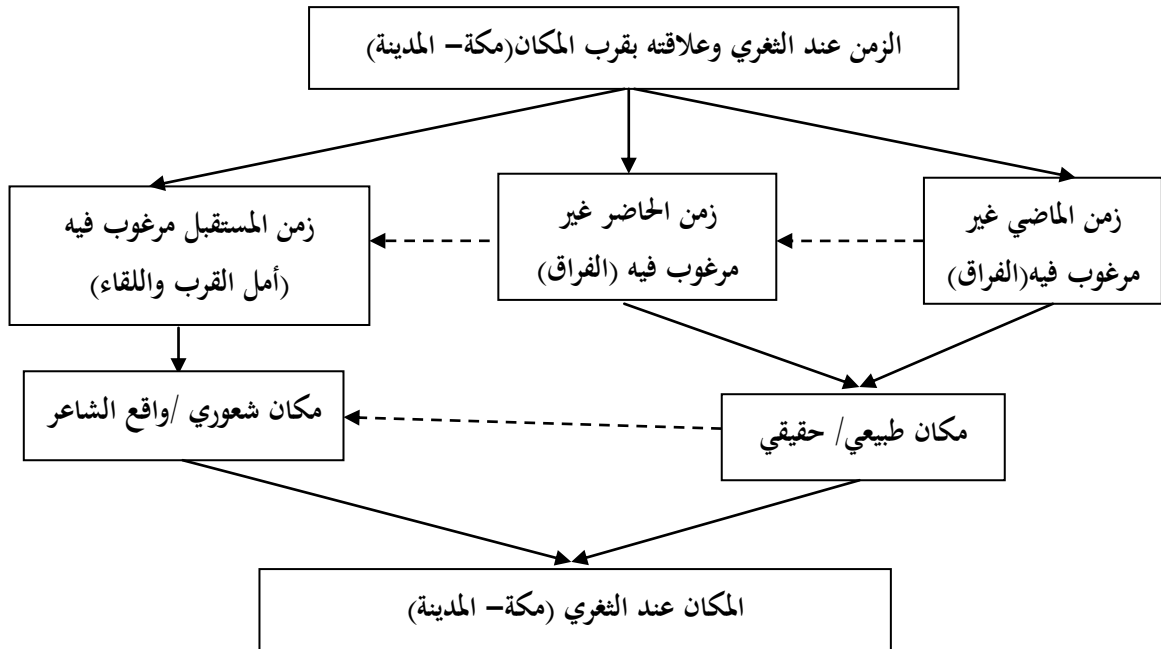 الزمن عند الثغري وعلاقته بقرب المكان(مكة– المدينة)
زمن الماضي غير
مرغوب فيه(الفراق)
زمن الحاضر غير
مرغوب فيه (الفراق)
زمن المستقبل مرغوب فيه
(أمل القرب واللقاء)
مكان طبيعي/ حقيقي
مكان شعوري /واقع الشاعر
المكان عند الثغري (مكة– المدينة)